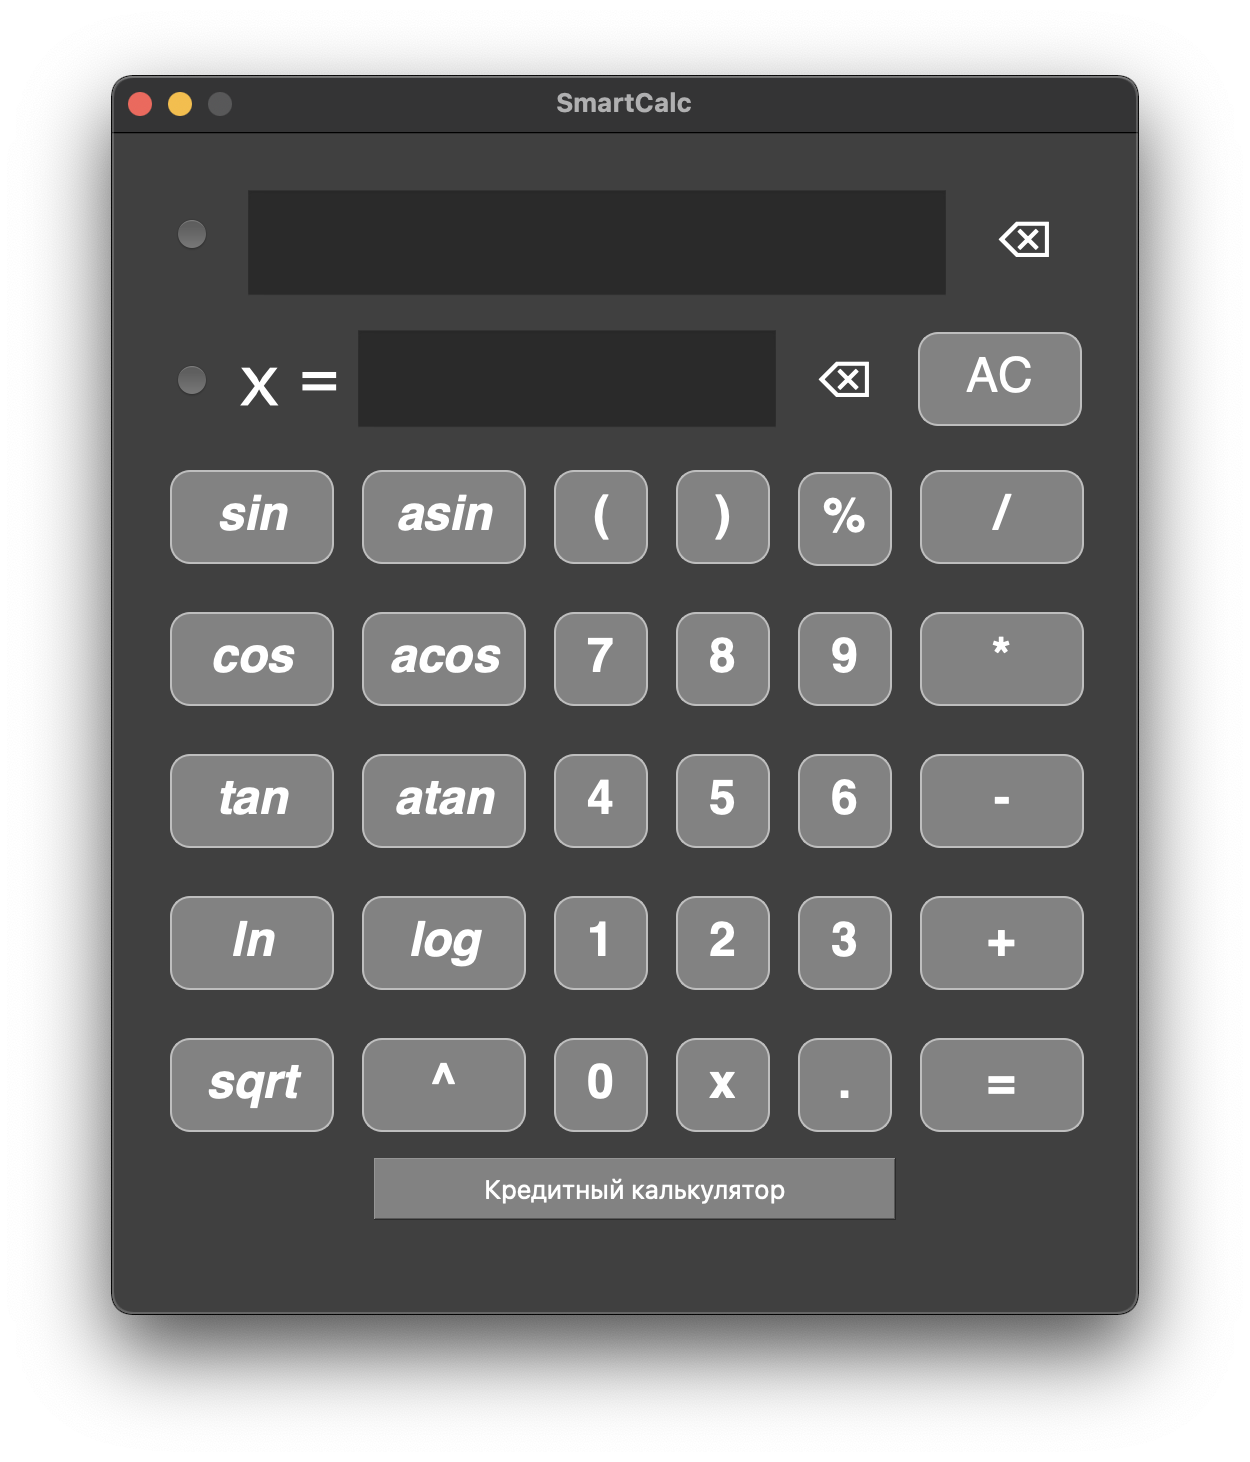 SmartCalc
x =
AC
sin asin ( ) % /
cos acos 7 8 9 *
tan atan 4 5 6 -
ln log 1 2 3 +
sqrt ^ 0 x . =
Кредитный калькулятор